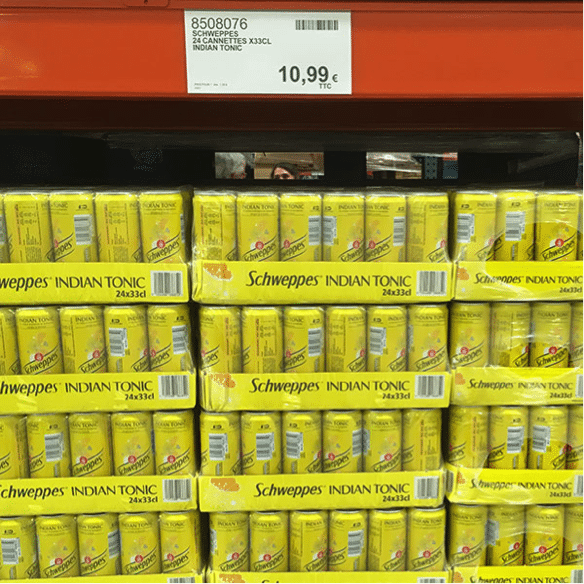 8508076
SCHWEPPES
24 CANNETTES X33CL
INDIAN TONIC
10,99 €
TTC
Schweppes INDIAN TONIC
24x33cl
Schweppes INDIAN TONIC
24x33cl
Schweppes INDIAN TONIC
24x33cl
hweppes INDIAN TONIC
24x33cl
Schweppes INDIAN TONIC
24x33cl
Schweppes INDIAN TONIC
24x33cl
chweppes INDIAN TONIC
24x33cl
Schweppes INDIAN TONIC
24x33cl
Schweppes INDIAN TONIC
24x33cl